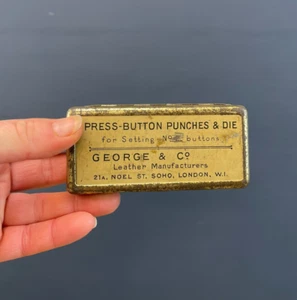 PRESS-BUTTON PUNCHES & DIE
for Setting Nº buttons
GEORGE & Cº
Leather Manufacturers
21A, NOEL ST, SOHO, LONDON, W.1.